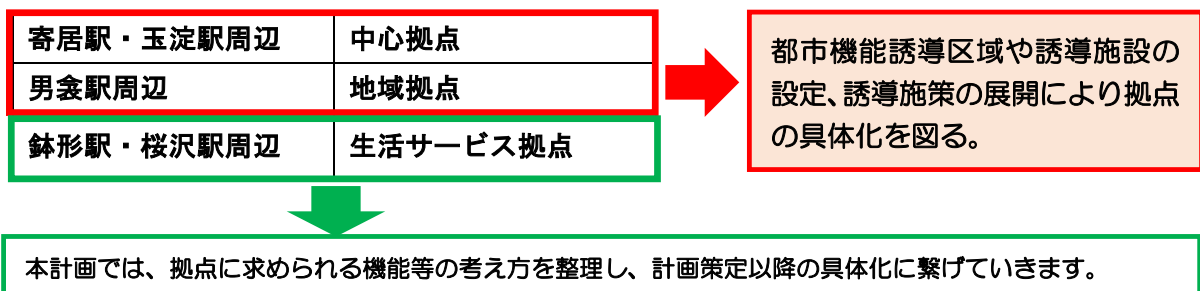 寄居駅・玉淀駅周辺 中心拠点
男衾駅周辺 地域拠点
鉢形駅・桜沢駅周辺 生活サービス拠点
都市機能誘導区域や誘導施設の
設定、誘導施策の展開により拠点
の具体化を図る。
本計画では、拠点に求められる機能等の考え方を整理し、計画策定以降の具体化に繋げていきます。